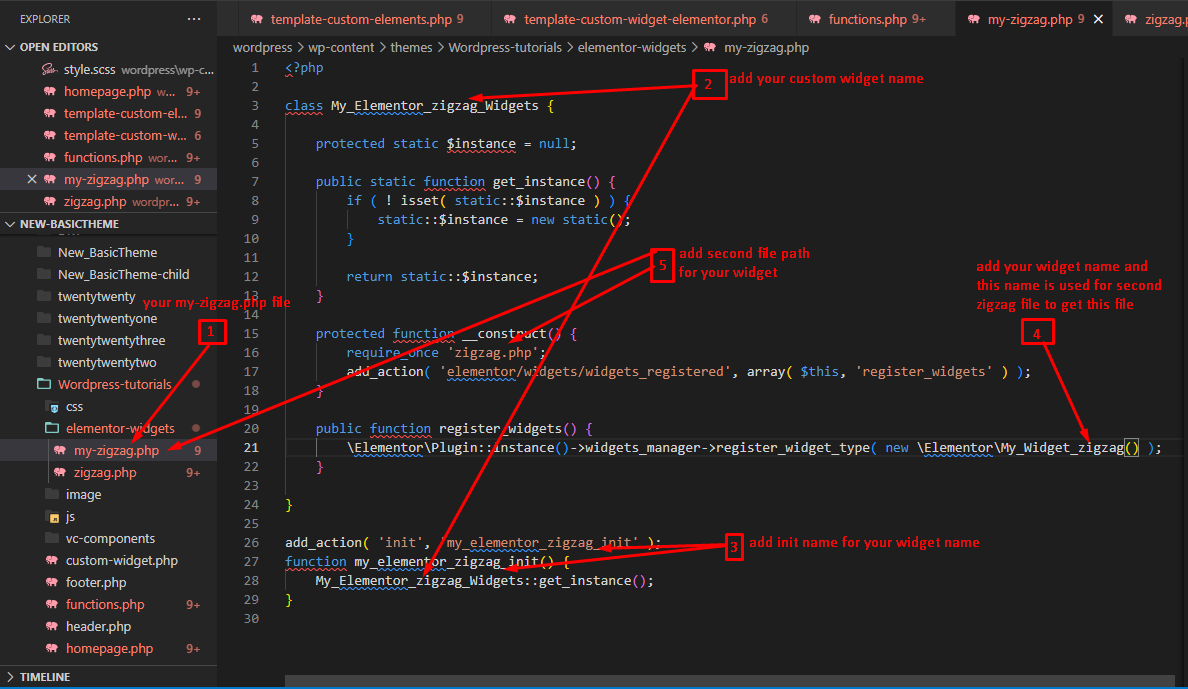 EXPLORER ...
template-custom-elements.php 9 template-custom-widget-elementor.php 6 functions.php 9+ my-zigzag.php 9 zigzag.p
OPEN EDITORS
style.scss wordpress\wp-c...
homepage.php w... 9+
template-custom-el... 9
template-custom-w... 6
functions.php wor... 9+
my-zigzag.php wor... 9
zigzag.php wordpr... 9+
NEW-BASICTHEME
New_BasicTheme
New_BasicTheme-child
twentytwenty
twentytwentyone
twentytwentythree
twentytwentytwo
Wordpress-tutorials
css
elementor-widgets
my-zigzag.php 9
zigzag.php 9+
image
js
vc-components
custom-widget.php
footer.php
functions.php 9+
header.php
homepage.php 9+
TIMELINE
wordpress > wp-content > themes > Wordpress-tutorials > elementor-widgets > my-zigzag.php
1 <?php
2
3 class My_Elementor_zigzag_Widgets {
4
5 protected static $instance = null;
6
7 public static function get_instance() {
8 if ( ! isset( static::$instance ) ) {
9 static::$instance = new static();
10 }
11
12 return static::$instance;
13 }
14
15 protected function __construct() {
16 require_once 'zigzag.php';
17 add_action( 'elementor/widgets/widgets_registered', array( $this, 'register_widgets' ) );
18 }
19
20 public function register_widgets() {
21 \Elementor\Plugin::instance()->widgets_manager->register_widget_type( new \Elementor\My_Widget_zigzag() );
22 }
23
24 }
25
26 add_action( 'init', 'my_elementor_zigzag_init' );
27 function my_elementor_zigzag_init() {
28 My_Elementor_zigzag_Widgets::get_instance();
29 }
30
your my-zigzag.php file
1
2
add your custom widget name
5
add second file path
for your widget
add your widget name and
this name is used for second
zigzag file to get this file
4
3
add init name for your widget name